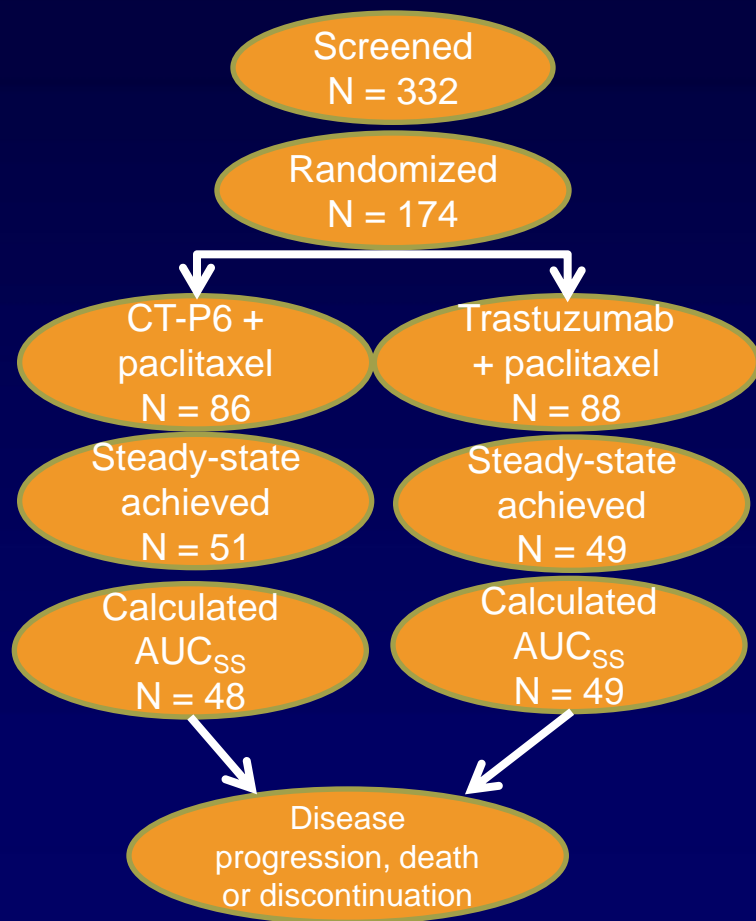 Screened
N = 332
Randomized
N = 174
CT-P6 +
paclitaxel
N = 86
Trastuzumab
+ paclitaxel
N = 88
Steady-state
achieved
N = 51
Steady-state
achieved
N = 49
Calculated
AUCSS
N = 48
Calculated
AUCSS
N = 49
Disease
progression, death
or discontinuation